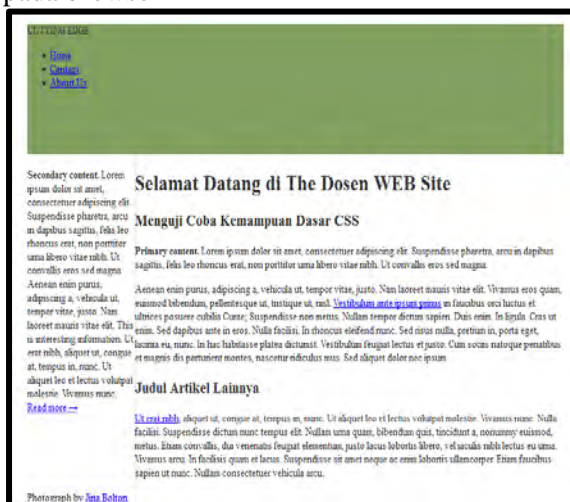 CUTTING EDGE
Home
Contact
About Us
Secondary content. Lorem
ipsum dolor sit amet,
consectetuer adipiscing elit.
Suspendisse pharetra, arcu
in dapibus sagittis, felis leo
rhoncus erat, non porttitor
urna libero vitae nibh. Ut
convallis eros sed magna.
Aenean enim purus,
adipiscing a, vehicula ut,
tempor vitae, justo. Nam
laoreet mauris vitae elit. This
is interesting information. Ut
erat nibh, aliquet ut, congue
at, tempus in, nunc. Ut
aliquet leo et lectus volutpat
molestie. Vivamus nunc.
Read more →
Photograph by Jina Bolton
Selamat Datang di The Dosen WEB Site
Menguji Coba Kemampuan Dasar CSS
Primary content. Lorem ipsum dolor sit amet, consectetuer adipiscing elit. Suspendisse pharetra, arcu in dapibus
sagittis, felis leo rhoncus erat, non porttitor urna libero vitae nibh. Ut convallis eros sed magna.
Aenean enim purus, adipiscing a, vehicula ut, tempor vitae, justo. Nam laoreet mauris vitae elit. Vivamus eros quam,
euismod bibendum, pellentesque ut, tristique ut, nisl. Vestibulum ante ipsum primis in faucibus orci luctus et
ultrices posuere cubilia Curae; Suspendisse non metus. Nullam tempor dictum sapien. Duis enim. In ligula. Cras ut
enim. Sed dapibus ante in eros. Nulla facilisi. In rhoncus eleifend nunc. Sed risus nulla, pretium in, porta eget,
lacinia eu, nunc. In hac habitasse platea dictumst. Vestibulum feugiat lectus et justo. Cum sociis natoque penatibus
et magnis dis parturient montes, nascetur ridiculus mus. Sed aliquet dolor nec ipsum.
Judul Artikel Lainnya
Ut erat nibh, aliquet ut, congue at, tempus in, nunc. Ut aliquet leo et lectus volutpat molestie. Vivamus nunc. Nulla
facilisi. Suspendisse dictum nunc tempus elit. Nullam urna quam, bibendum quis, tincidunt a, nonummy euismod,
metus. Etiam convallis, dui venenatis feugiat elementum, justo lacus lobortis libero, vel iaculis nibh lectus eu urna.
Vivamus arcu. In facilisis quam et lacus. Suspendisse sit amet neque ac enim lobortis ullamcorper. Etiam faucibus
sapien ut nunc. Nullam consectetuer vehicula arcu.